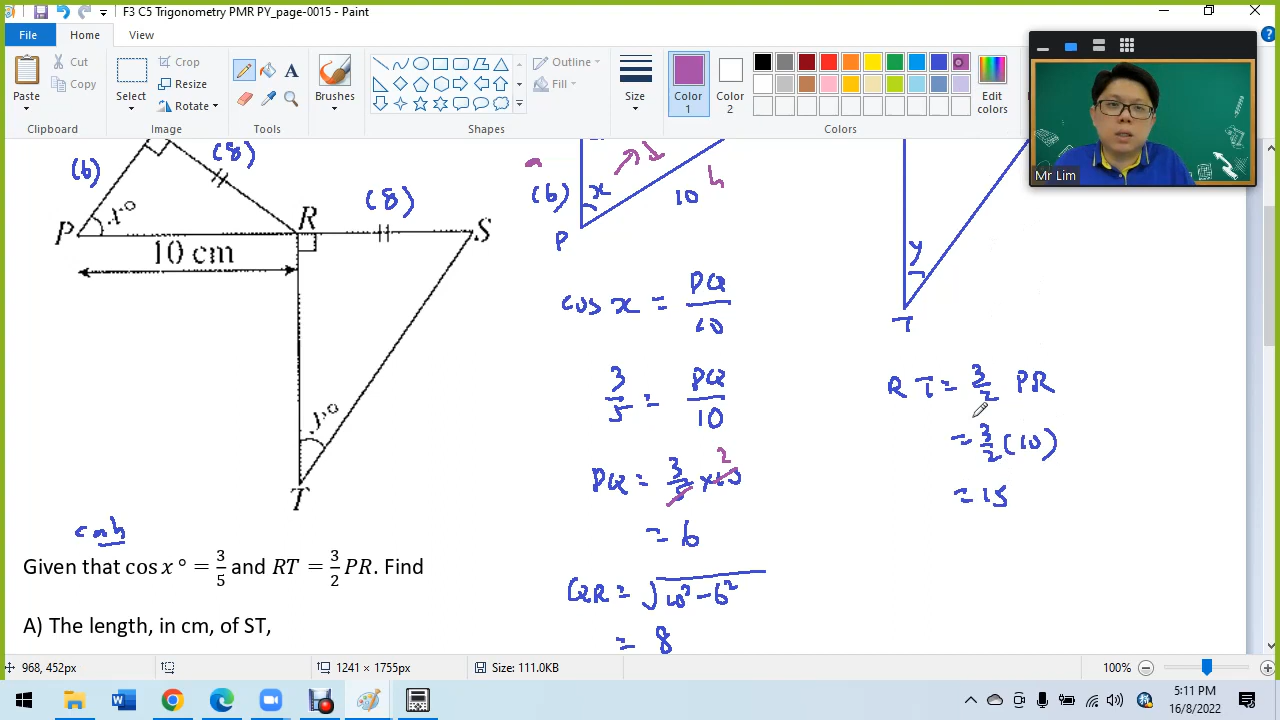 F3 C5 Trigonometry PMR PY_page-0015 - Paint
File Home View
Paste
Cut
Copy
Clipboard
Select
Crop
Resize
Rotate
Image
A
Tools
Brushes
Shapes
Outline
Fill
Size
Color 1
Color 2
Edit colors
Colors
Mr Lim
(6)
(8)
x°
P
R
S
(8)
10 cm
y°
T
(6)
x
10
h
P
cos x = PQ/10
3/5 = PQ/10
PQ = 3/5 × 10
2
= 6
QR = √10² - 6²
= 8
y
T
RT = 3/2 PR
= 3/2 (10)
= 15
cah
Given that cos x ° = 3/5 and RT = 3/2 PR. Find
A) The length, in cm, of ST,
968, 452px
1241 × 1755px
Size: 111.0KB
100%
5:11 PM
16/8/2022